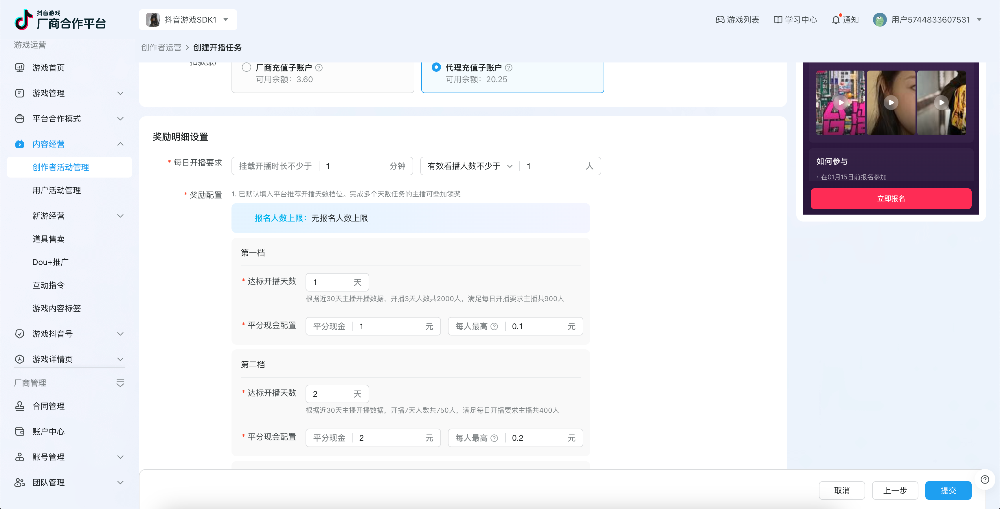 抖音游戏
厂商合作平台
抖音游戏SDK1
游戏列表
学习中心
通知
用户5744833607531
游戏运营
游戏首页
游戏管理
平台合作模式
内容经营
创作者活动管理
用户活动管理
新游经营
道具售卖
Dou+推广
互动指令
游戏内容标签
游戏抖音号
游戏详情页
厂商管理
合同管理
账户中心
账号管理
团队管理
创作者运营 > 创建开播任务
扣款账户
厂商充值子账户
可用余额：3.60
代理充值子账户
可用余额：20.25
奖励明细设置
* 每日开播要求
挂载开播时长不少于 1 分钟
有效看播人数不少于 1 人
* 奖励配置
1. 已默认填入平台推荐开播天数档位。完成多个天数任务的主播可叠加领奖
报名人数上限：无报名人数上限
第一档
* 达标开播天数 1 天
根据近30天主播开播数据，开播3天人数共2000人，满足每日开播要求主播共900人
* 平分现金配置 平分现金 1 元 每人最高 0.1 元
第二档
* 达标开播天数 2 天
根据近30天主播开播数据，开播7天人数共750人，满足每日开播要求主播共400人
* 平分现金配置 平分现金 2 元 每人最高 0.2 元
如何参与
· 在01月15日前报名参加
立即报名
取消
上一步
提交